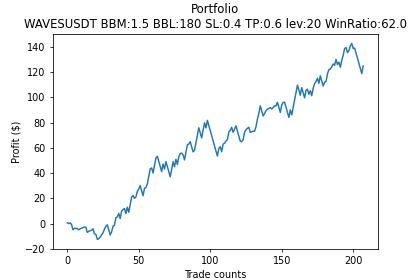 Portfolio
WAVESUSDT BBM:1.5 BBL:180 SL:0.4 TP:0.6 lev:20 WinRatio:62.0
140
120
100
80
60
40
20
0
−20
Profit ($)
0 50 100 150 200
Trade counts